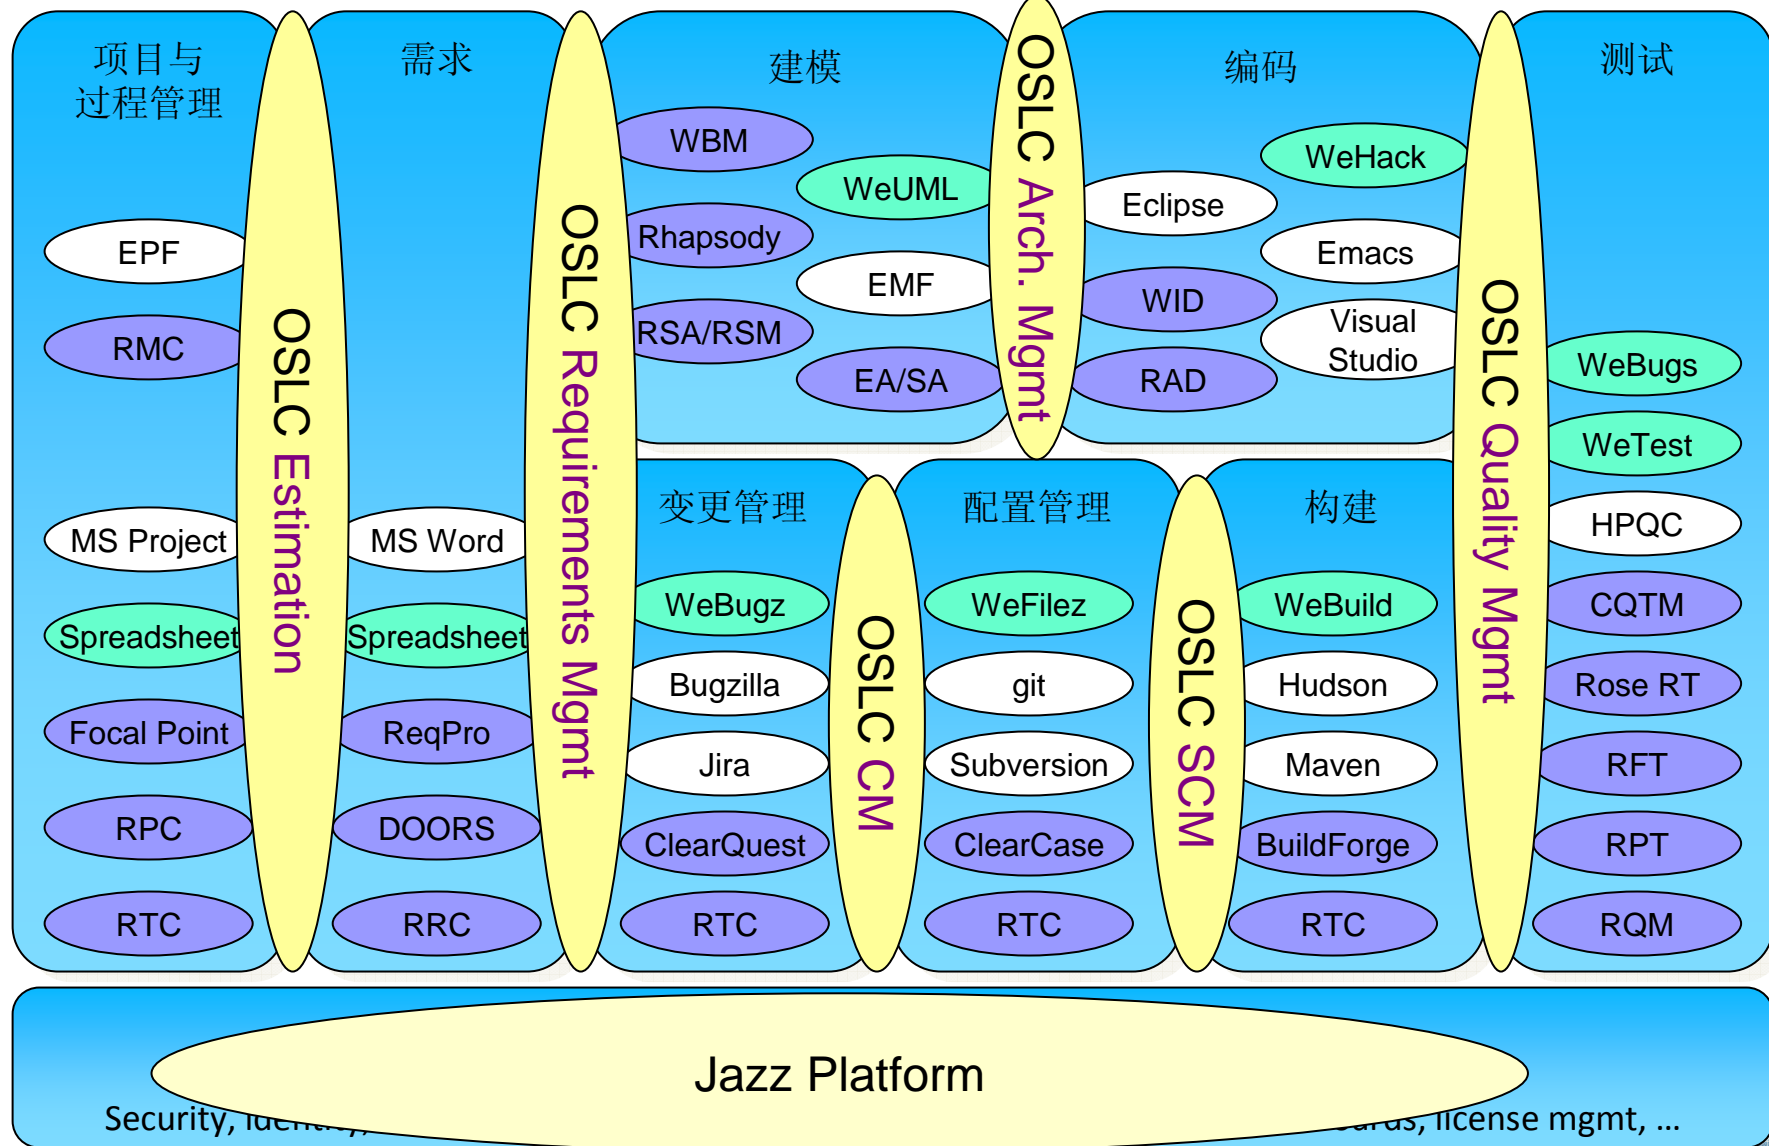 项目与
过程管理
EPF
RMC
MS Project
Spreadsheet
Focal Point
RPC
RTC
OSLC Estimation
需求
MS Word
Spreadsheet
ReqPro
DOORS
RRC
OSLC Requirements Mgmt
建模
WBM
WeUML
Rhapsody
EMF
RSA/RSM
EA/SA
OSLC Arch. Mgmt
编码
WeHack
Eclipse
Emacs
WID
Visual
Studio
RAD
变更管理
WeBugz
Bugzilla
Jira
ClearQuest
RTC
OSLC CM
配置管理
WeFilez
git
Subversion
ClearCase
RTC
OSLC SCM
构建
WeBuild
Hudson
Maven
BuildForge
RTC
OSLC Quality Mgmt
测试
WeBugs
WeTest
HPQC
CQTM
Rose RT
RFT
RPT
RQM
Jazz Platform
Security, license mgmt, ...